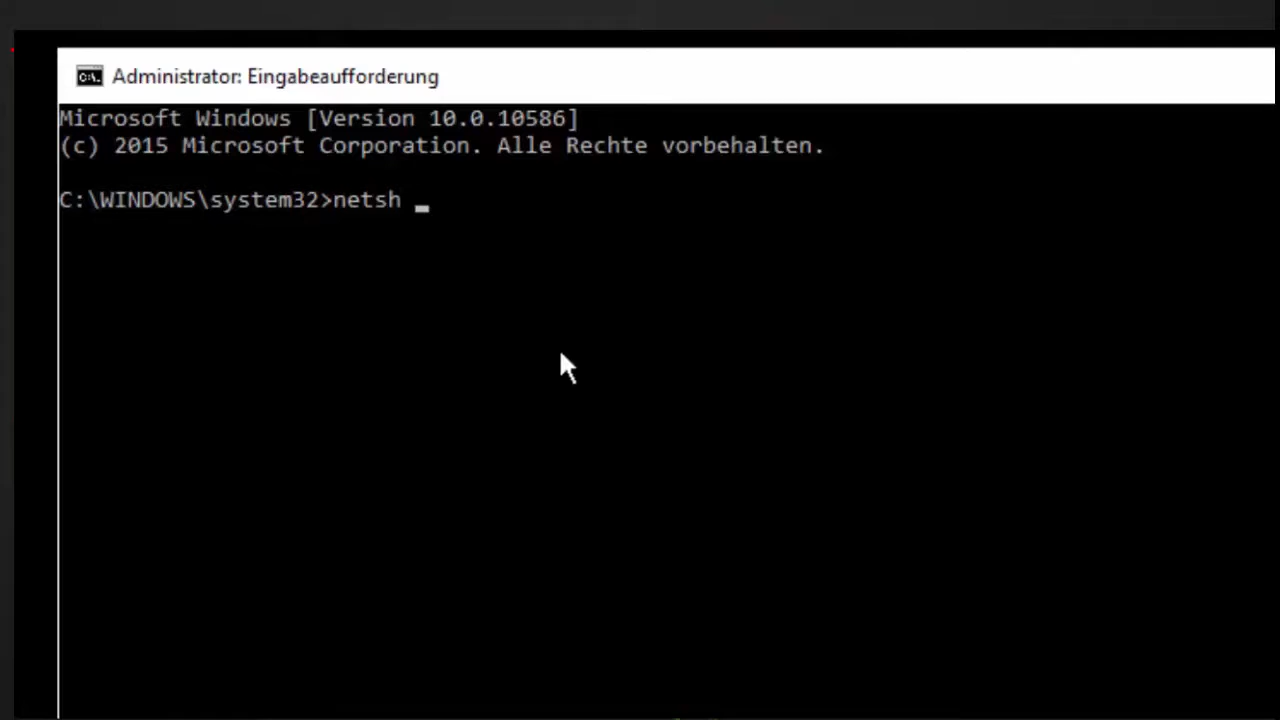 Administrator: Eingabeaufforderung
Microsoft Windows [Version 10.0.10586]
(c) 2015 Microsoft Corporation. Alle Rechte vorbehalten.
C:\WINDOWS\system32>netsh _